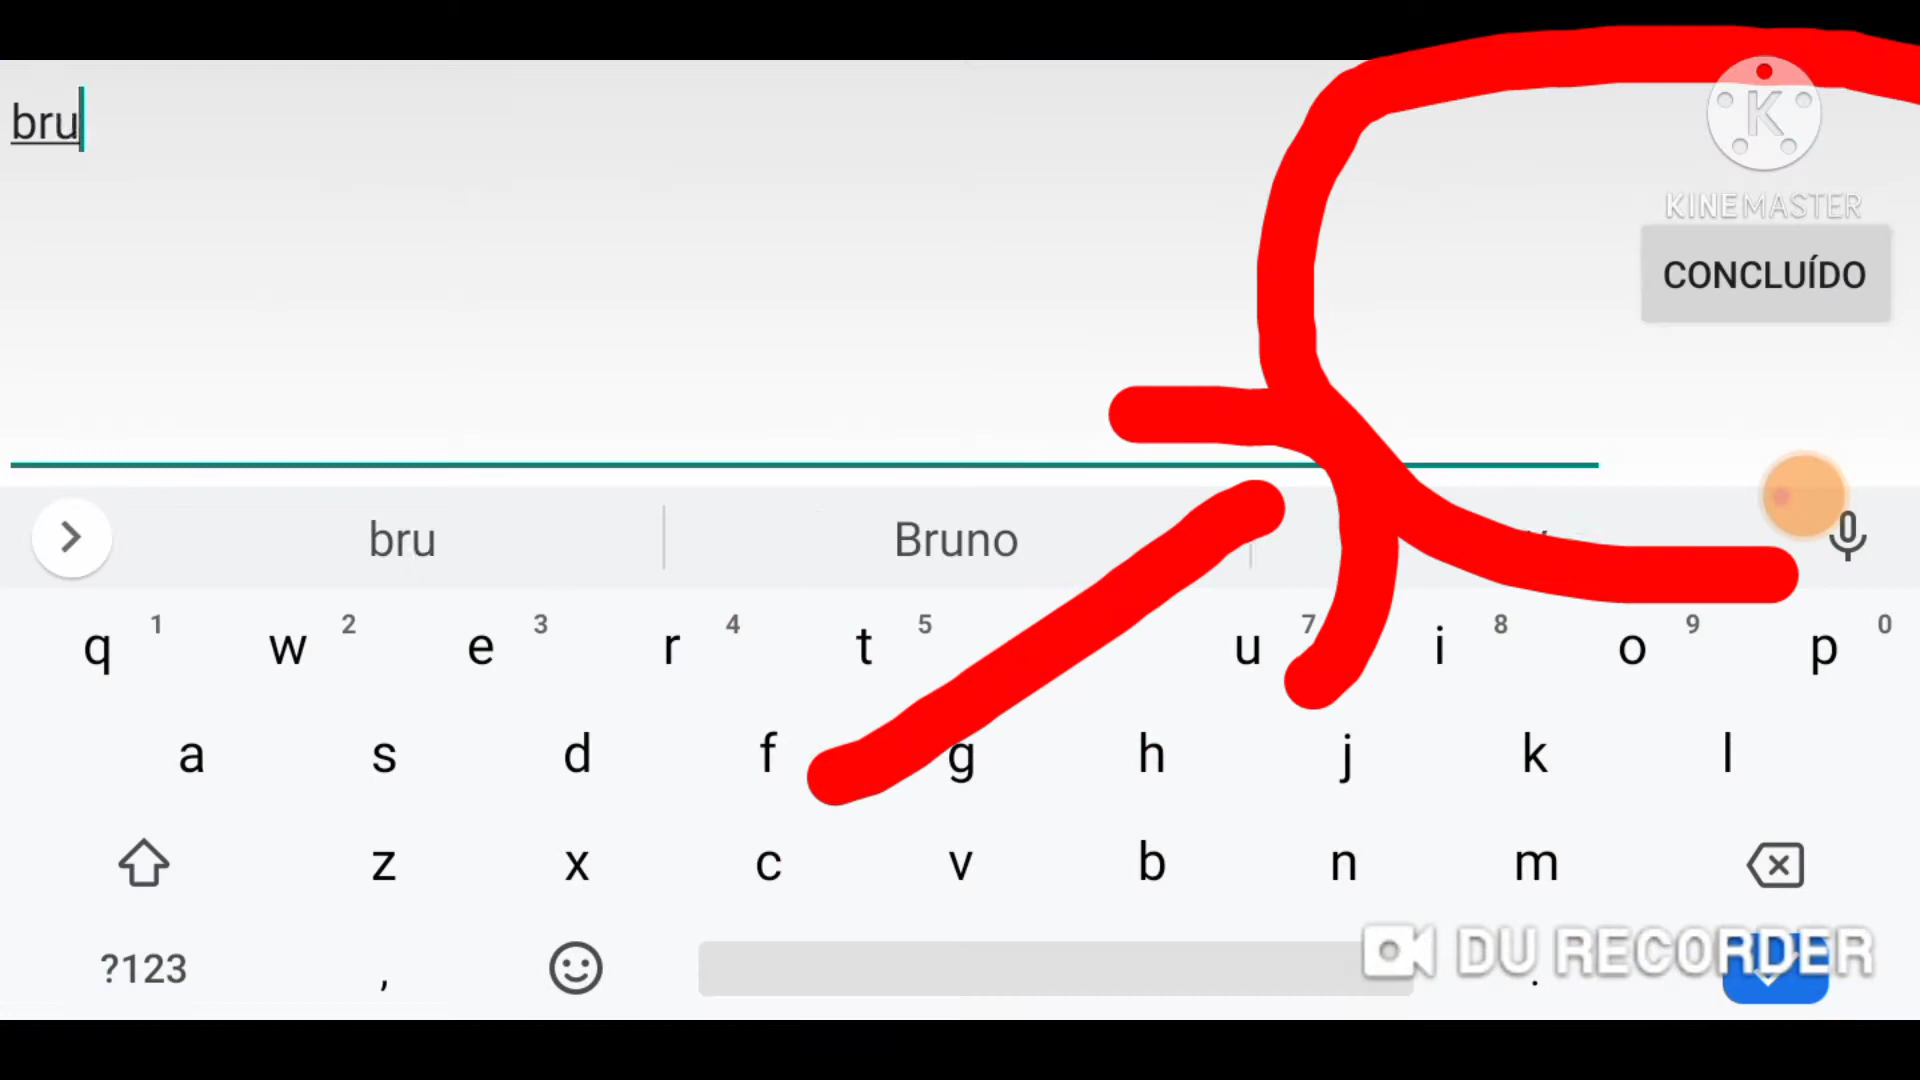 bru
KINEMASTER
CONCLUÍDO
bru Bruno
q 1 w 2 e 3 r 4 t 5 u 7 i 8 o 9 p 0
a s d f g h j k l
z x c v b n m
?123 , .
DU RECORDER